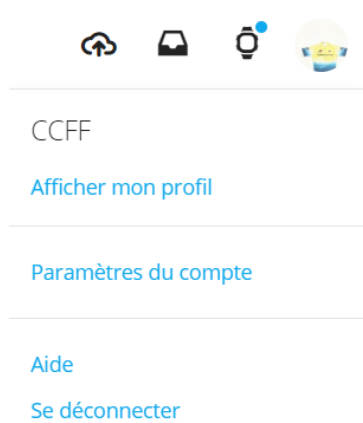 CCFF
Afficher mon profil
Paramètres du compte
Aide
Se déconnecter